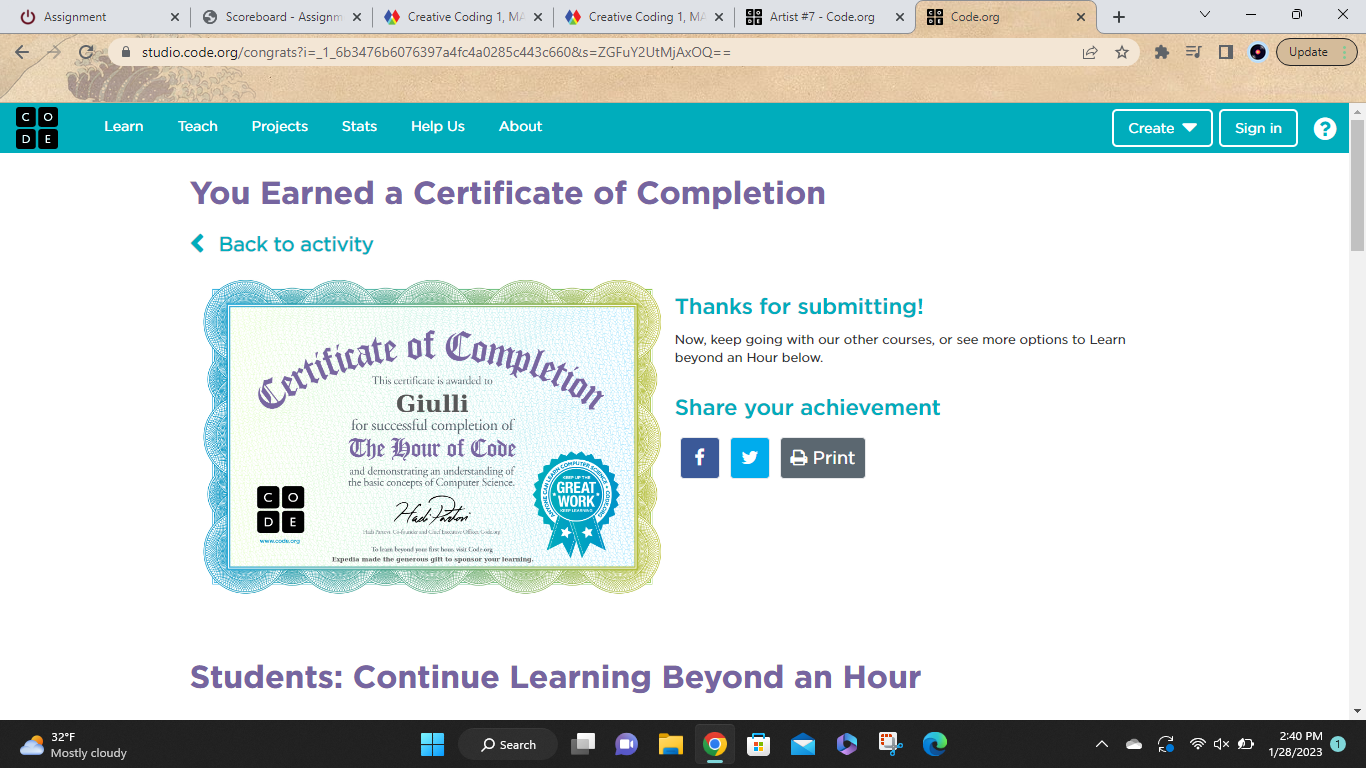 Assignment
Scoreboard - Assignm
Creative Coding 1, MA
Creative Coding 1, MA
Artist #7 - Code.org
Code.org
studio.code.org/congrats?i=_1_6b3476b6076397a4fc4a0285c443c660&s=ZGFuY2UtMjAxOQ==
Update
C O
D E
Learn Teach Projects Stats Help Us About
Create
Sign in
?
You Earned a Certificate of Completion
Back to activity
Certificate of Completion
This certificate is awarded to
Giulli
for successful completion of
The Hour of Code
and demonstrating an understanding of
the basic concepts of Computer Science.
C O
D E
www.code.org
Hadi Partovi
Hadi Partovi, Co-founder and Chief Executive Officer, Code.org
To learn beyond your first hour, visit Code.org
Expedia made the generous gift to sponsor your learning.
ANYONE CAN LEARN COMPUTER SCIENCE • CODE.ORG
KEEP UP THE
GREAT
WORK
KEEP LEARNING
Thanks for submitting!
Now, keep going with our other courses, or see more options to Learn
beyond an Hour below.
Share your achievement
f
Print
Students: Continue Learning Beyond an Hour
32°F
Mostly cloudy
Search
2:40 PM
1/28/2023
1